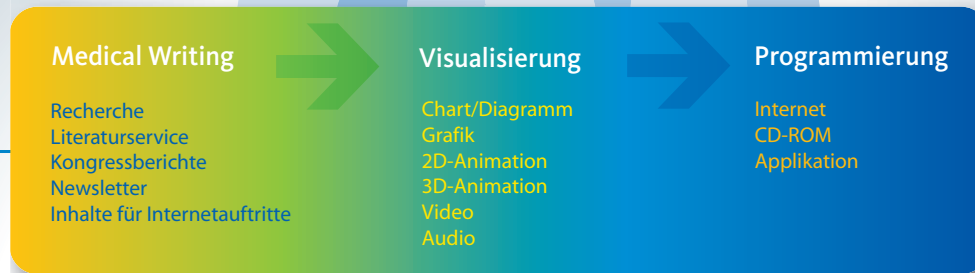 Medical Writing
Recherche
Literaturservice
Kongressberichte
Newsletter
Inhalte für Internetauftritte
Visualisierung
Chart/Diagramm
Grafik
2D-Animation
3D-Animation
Video
Audio
Programmierung
Internet
CD-ROM
Applikation